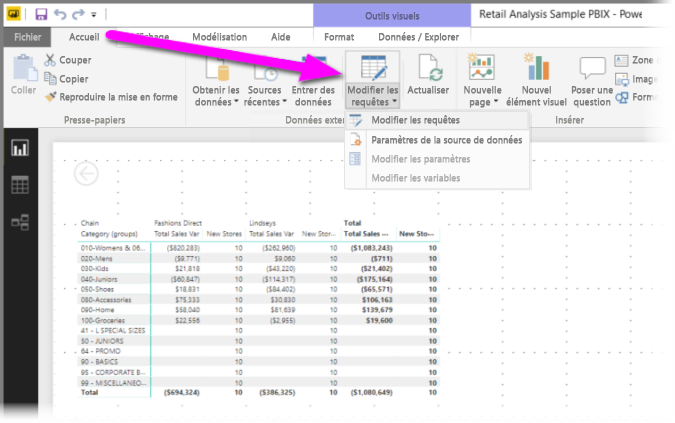 Outils visuels
Retail Analysis Sample PBIX - Powe
Fichier Accueil Modélisation Aide Format Données / Explorer
Coller
Couper
Copier
Reproduire la mise en forme
Presse-papiers
Obtenir les données
Sources récentes
Entrer des données
Modifier les requêtes
Actualiser
Données exter
Nouvelle page
Nouvel élément visuel
Poser une question
Zone
Imag
Form
Insérer
Modifier les requêtes
Paramètres de la source de données
Modifier les paramètres
Modifier les variables
Chain Fashions Direct Lindseys Total
Category (groups) Total Sales Var New Stores Total Sales Var New Stor... Total Sales ... New Sto...
010-Womens & 06... ($820,283) 10 ($262,960) 10 ($1,083,243) 10
020-Mens ($9,771) 10 $9,060 10 ($711) 10
030-Kids $21,818 10 ($43,220) 10 ($21,402) 10
040-Juniors ($60,847) 10 ($114,317) 10 ($175,164) 10
050-Shoes $18,831 10 ($84,402) 10 ($65,571) 10
080-Accessories $75,333 10 $30,830 10 $106,163 10
090-Home $58,040 10 $81,639 10 $139,679 10
100-Groceries $22,556 10 ($2,955) 10 $19,600 10
41 - L SPECIAL SIZES 10 10 10
50 - JUNIORS 10 10 10
64 - PROMO 10 10 10
90 - BASICS 10 10 10
95 - CORPORATE B... 10 10 10
99 - MISCELLANEO... 10 10 10
Total ($694,324) 10 ($386,325) 10 ($1,080,649) 10